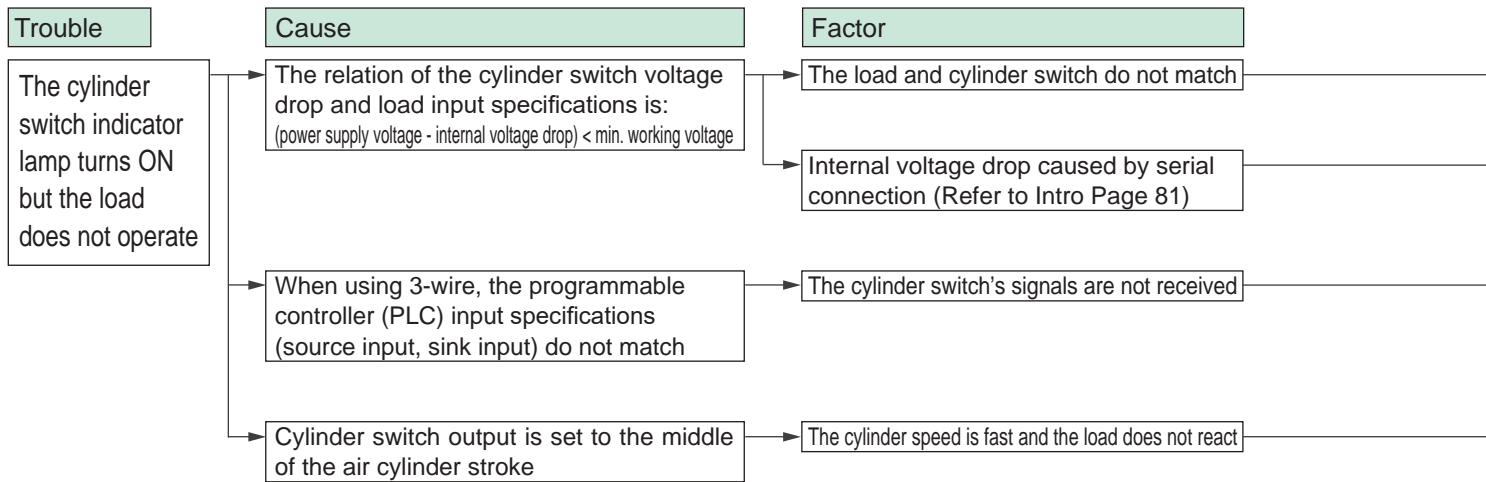 Trouble
Cause
Factor
The cylinder
switch indicator
lamp turns ON
but the load
does not operate
The relation of the cylinder switch voltage
drop and load input specifications is:
(power supply voltage - internal voltage drop) < min. working voltage
The load and cylinder switch do not match
Internal voltage drop caused by serial
connection (Refer to Intro Page 81)
When using 3-wire, the programmable
controller (PLC) input specifications
(source input, sink input) do not match
The cylinder switch's signals are not received
Cylinder switch output is set to the middle
of the air cylinder stroke
The cylinder speed is fast and the load does not react